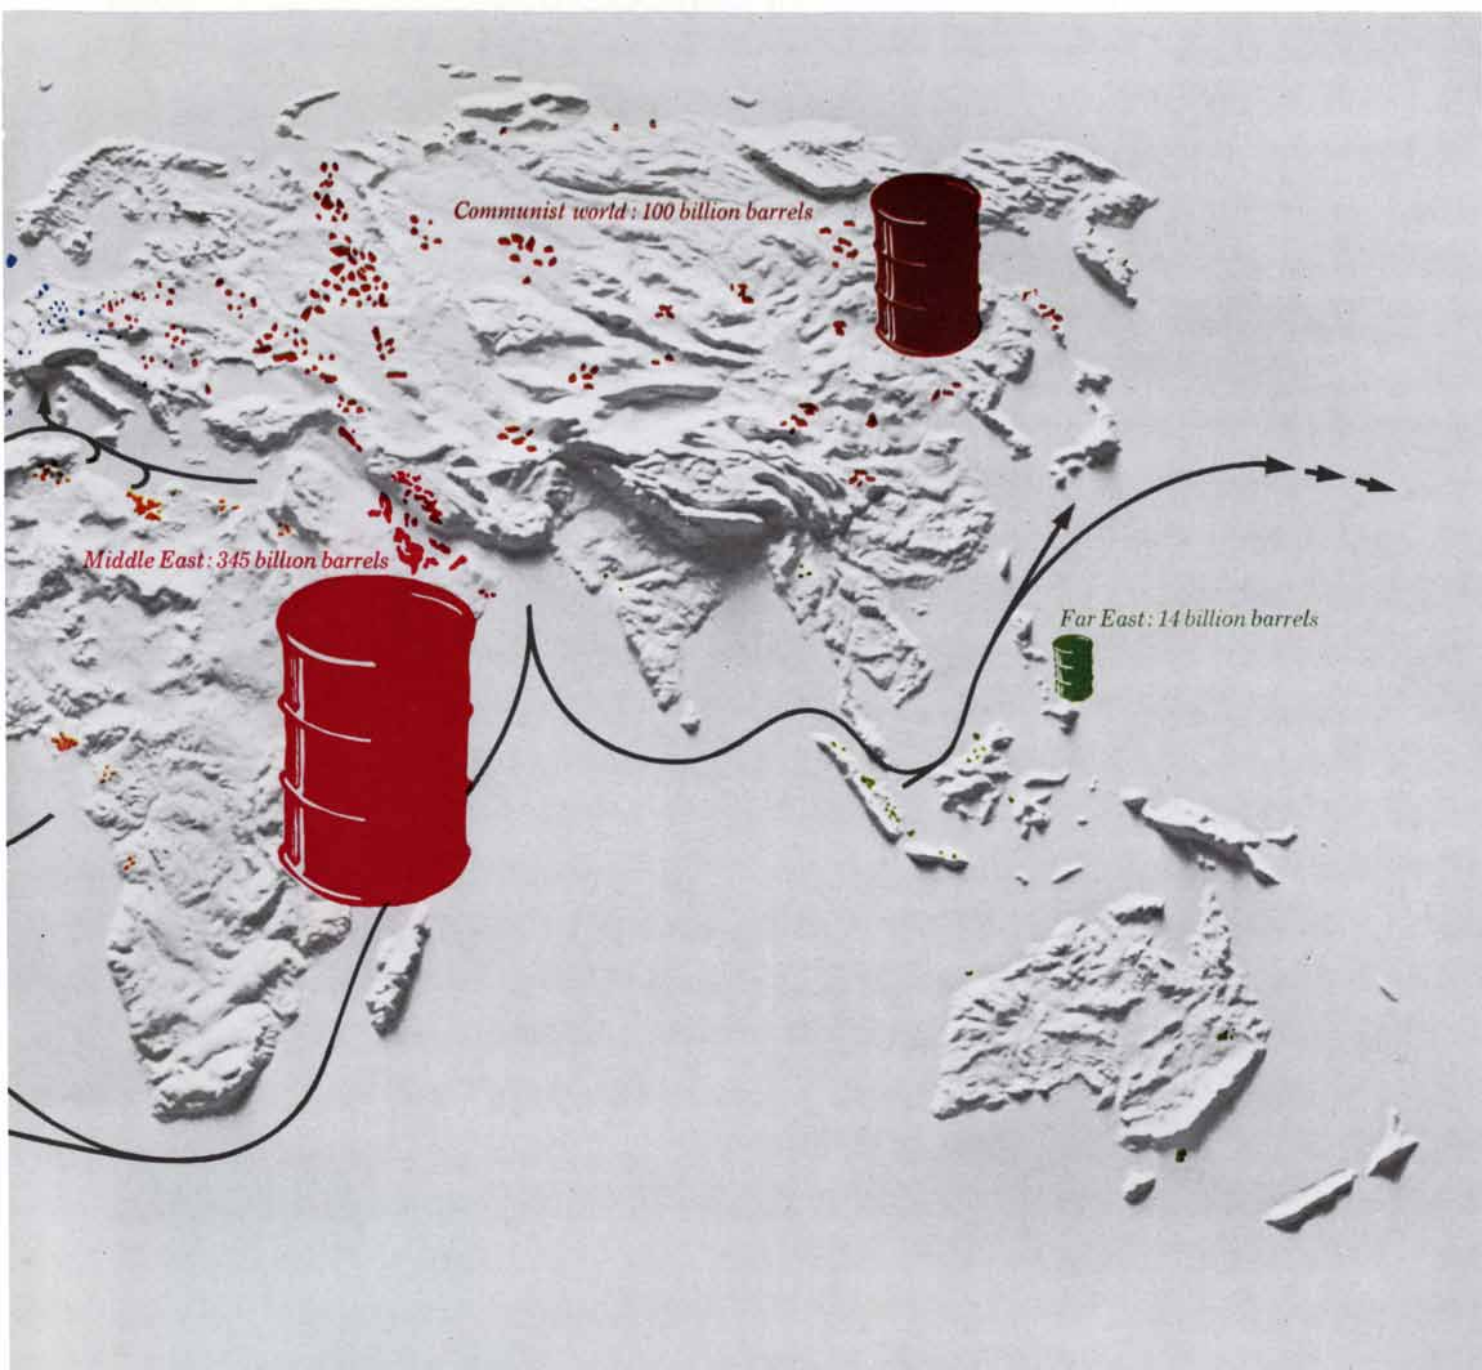 Communist world : 100 billion barrels
Middle East : 345 billion barrels
Far East : 14 billion barrels